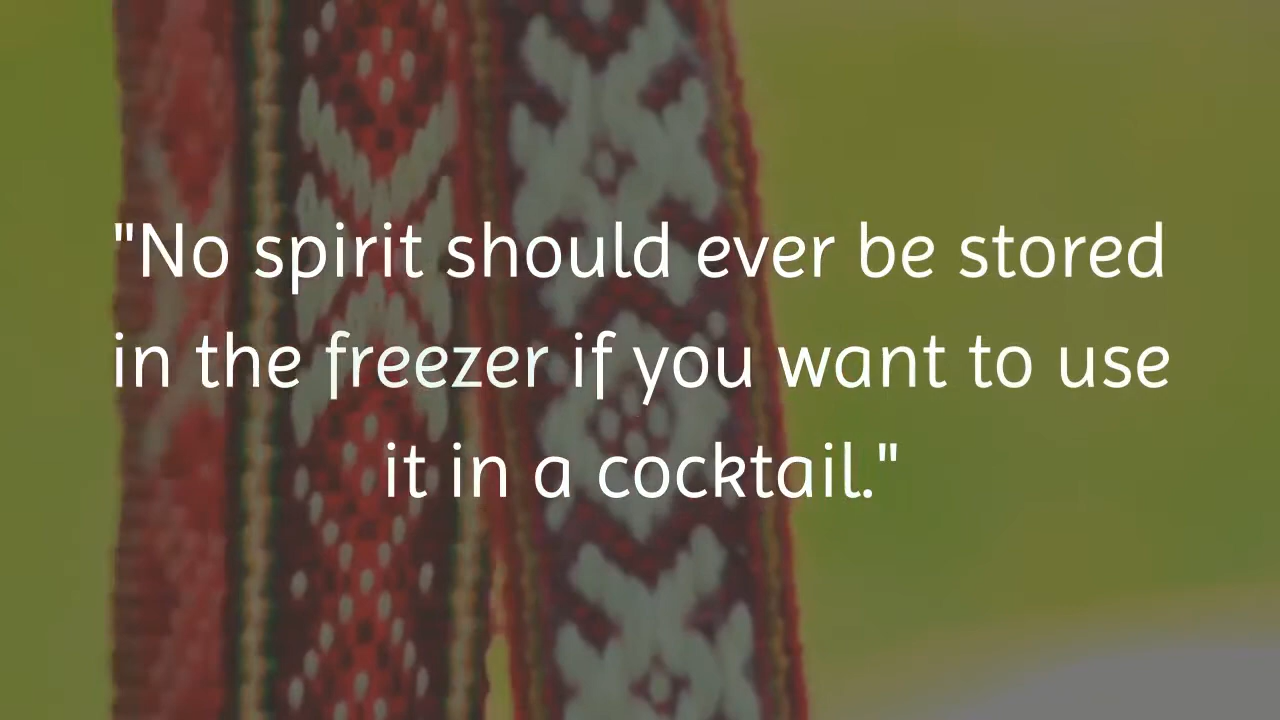 "No spirit should ever be stored
in the freezer if you want to use
it in a cocktail."